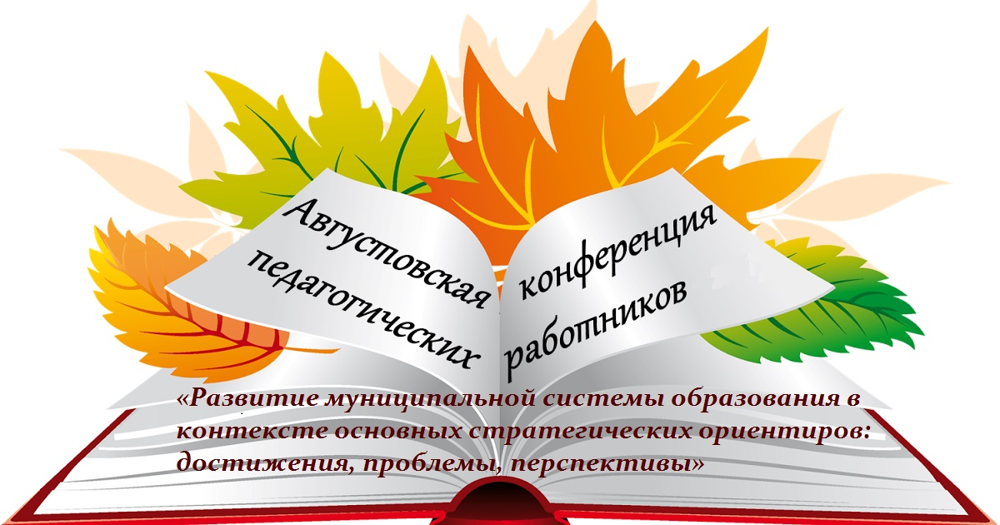 Августовская конференция
педагогических работников
«Развитие муниципальной системы образования в
контексте основных стратегических ориентиров:
достижения, проблемы, перспективы»